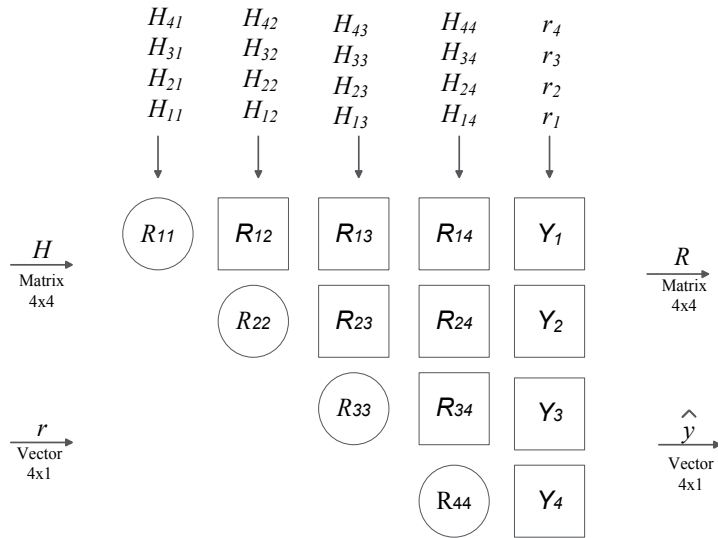 H41 H42 H43 H44 r4
H31 H32 H33 H34 r3
H21 H22 H23 H24 r2
H11 H12 H13 H14 r1
R11 R12 R13 R14 Y1
H
Matrix
4x4
R
Matrix
4x4
R22 R23 R24 Y2
R33 R34 Y3
r
Vector
4x1
ŷ
Vector
4x1
R44 Y4